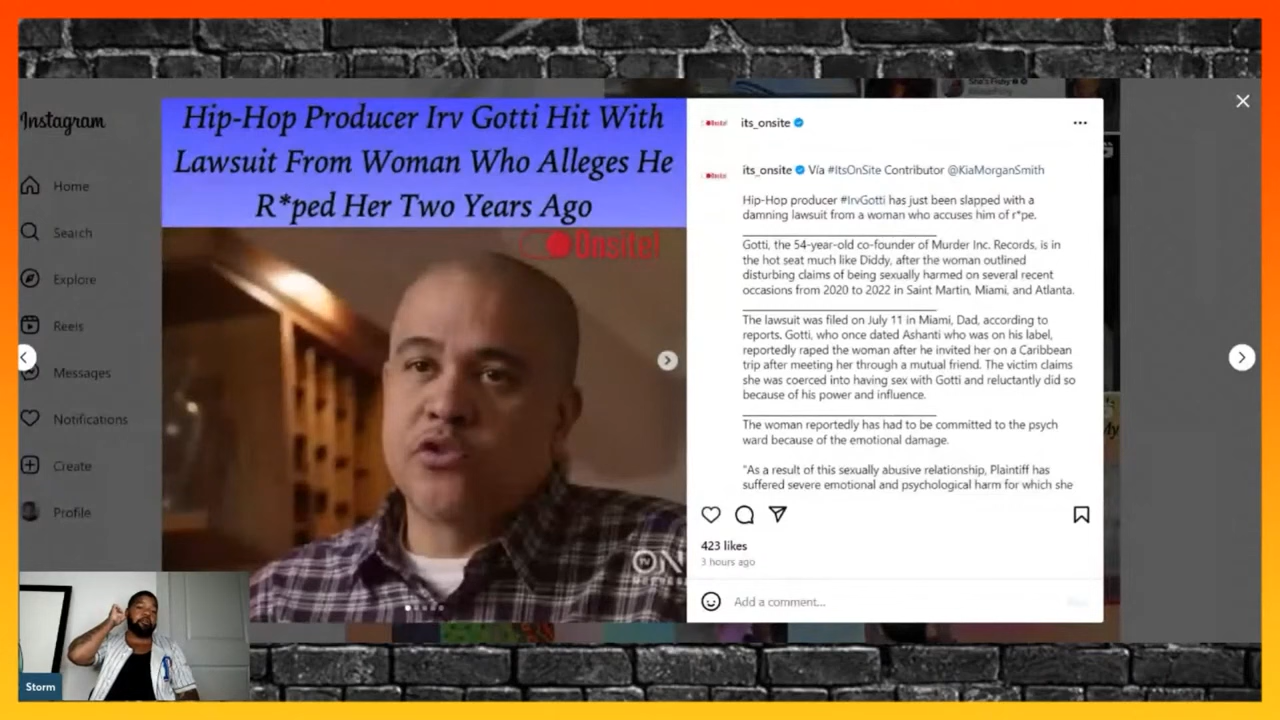 Instagram
Home
Search
Explore
Reels
Messages
Notifications
Create
Profile
Hip-Hop Producer Irv Gotti Hit With
Lawsuit From Woman Who Alleges He
R*ped Her Two Years Ago
Onsite!
its_onsite
its_onsite Vía #ItsOnSite Contributor @KiaMorganSmith
Hip-Hop producer #IrvGotti has just been slapped with a
damning lawsuit from a woman who accuses him of r*pe.
Gotti, the 54-year-old co-founder of Murder Inc. Records, is in
the hot seat much like Diddy, after the woman outlined
disturbing claims of being sexually harmed on several recent
occasions from 2020 to 2022 in Saint Martin, Miami, and Atlanta.
The lawsuit was filed on July 11 in Miami, Dad, according to
reports. Gotti, who once dated Ashanti who was on his label,
reportedly raped the woman after he invited her on a Caribbean
trip after meeting her through a mutual friend. The victim claims
she was coerced into having sex with Gotti and reluctantly did so
because of his power and influence.
The woman reportedly has had to be committed to the psych
ward because of the emotional damage.
"As a result of this sexually abusive relationship, Plaintiff has
suffered severe emotional and psychological harm for which she
423 likes
3 hours ago
Add a comment...
TV ON
My
Storm